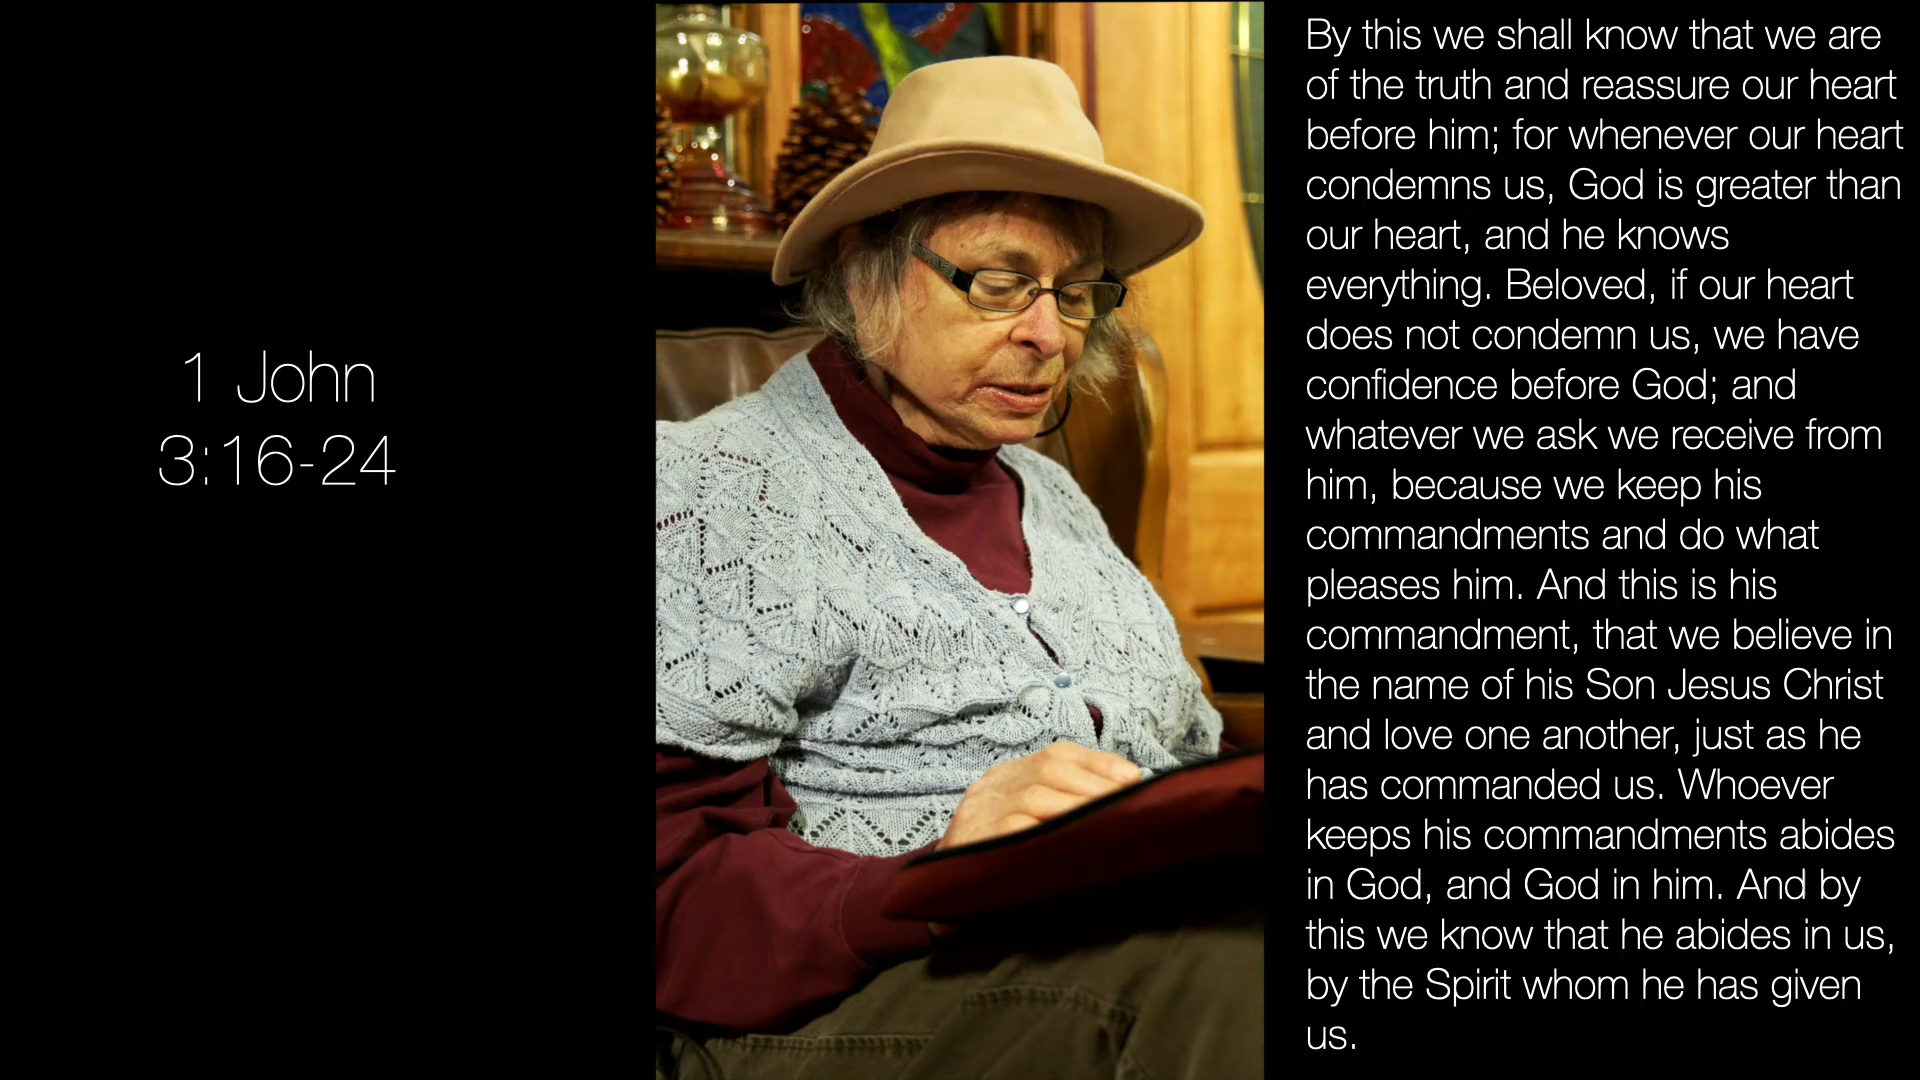 1 John
3:16-24
By this we shall know that we are
of the truth and reassure our heart
before him; for whenever our heart
condemns us, God is greater than
our heart, and he knows
everything. Beloved, if our heart
does not condemn us, we have
confidence before God; and
whatever we ask we receive from
him, because we keep his
commandments and do what
pleases him. And this is his
commandment, that we believe in
the name of his Son Jesus Christ
and love one another, just as he
has commanded us. Whoever
keeps his commandments abides
in God, and God in him. And by
this we know that he abides in us,
by the Spirit whom he has given
us.